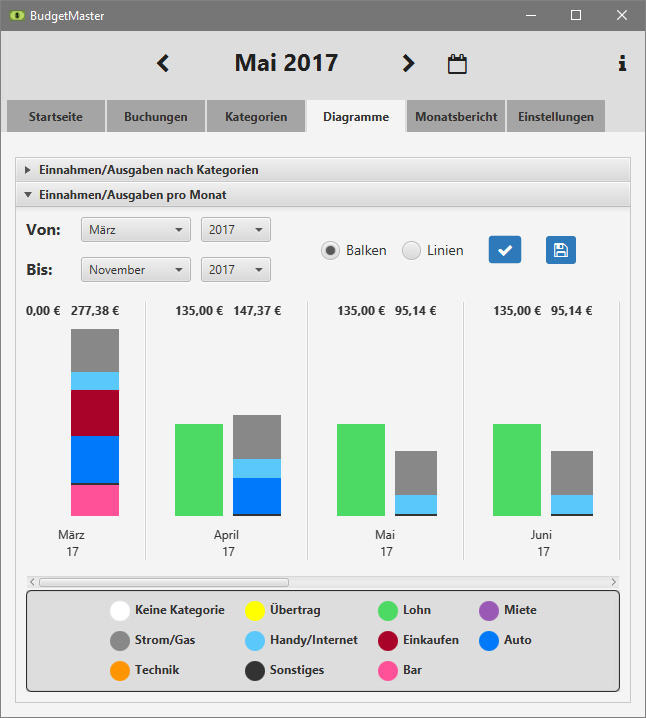 BudgetMaster
Mai 2017
Startseite Buchungen Kategorien Diagramme Monatsbericht Einstellungen
Einnahmen/Ausgaben nach Kategorien
Einnahmen/Ausgaben pro Monat
Von: März 2017
Balken Linien
Bis: November 2017
0,00 € 277,38 € 135,00 € 147,37 € 135,00 € 95,14 € 135,00 € 95,14 €
März April Mai Juni
17 17 17 17
Keine Kategorie Übertrag Lohn Miete
Strom/Gas Handy/Internet Einkaufen Auto
Technik Sonstiges Bar